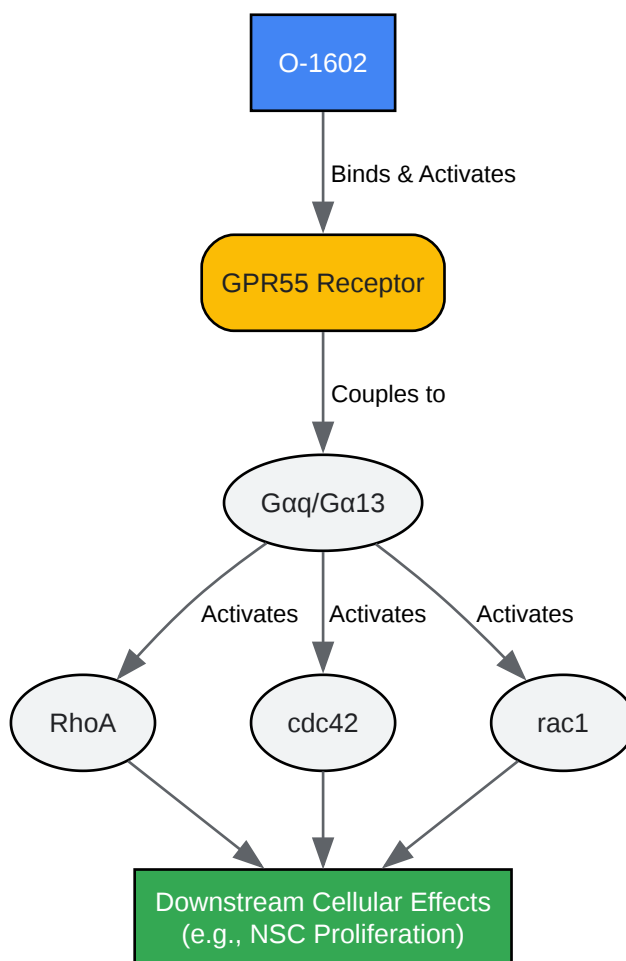 O-1602
Binds & Activates
GPR55 Receptor
Couples to
Gαq/Gα13
Activates
Activates
Activates
RhoA
cdc42
rac1
Downstream Cellular Effects
(e.g., NSC Proliferation)